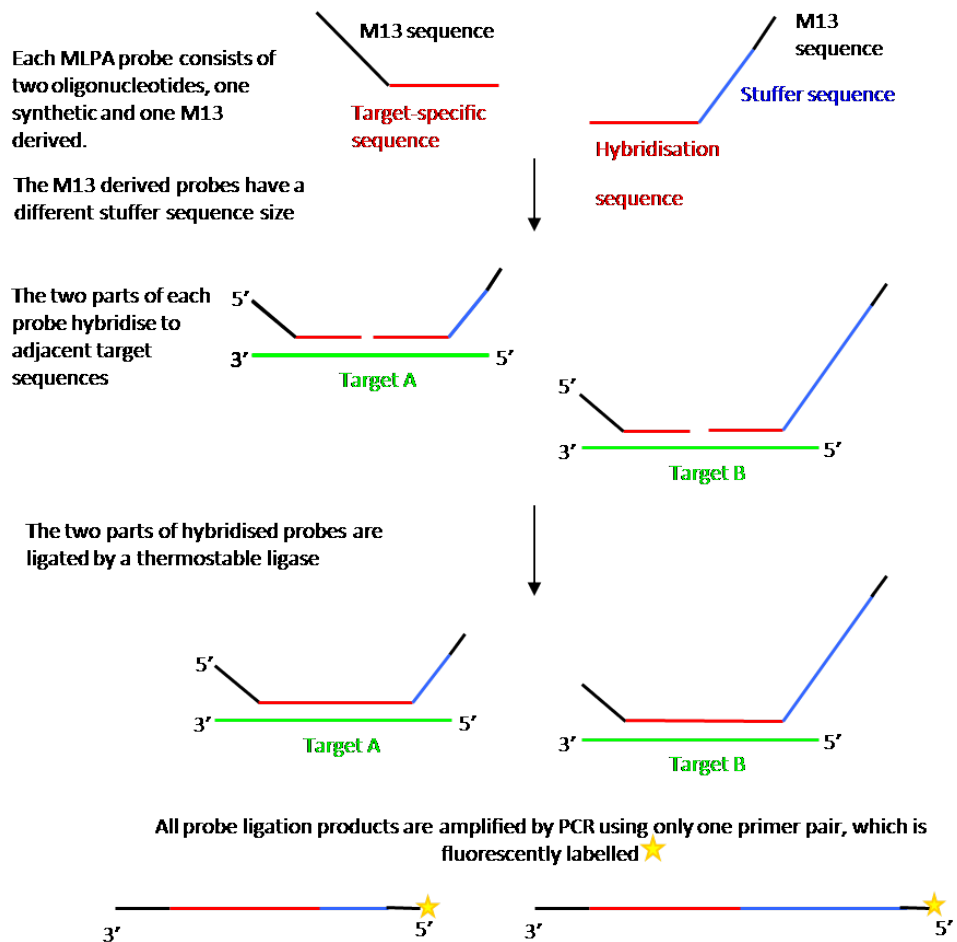 Each MLPA probe consists of
two oligonucleotides, one
synthetic and one M13
derived.
M13 sequence
Target-specific
sequence
M13
sequence
Stuffer sequence
Hybridisation
sequence
The M13 derived probes have a
different stuffer sequence size
The two parts of each
probe hybridise to
adjacent target
sequences
5’
3’
5’
Target A
5’
3’
5’
Target B
The two parts of hybridised probes are
ligated by a thermostable ligase
5’
3’
5’
Target A
3’
5’
Target B
All probe ligation products are amplified by PCR using only one primer pair, which is
fluorescently labelled
3’
5’
3’
5’